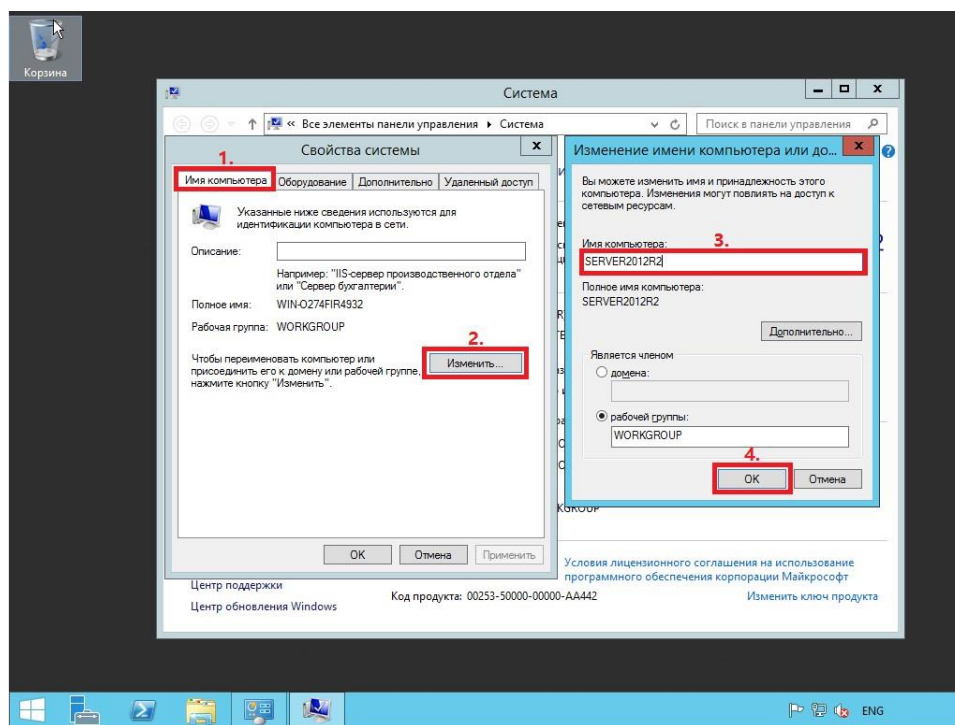 Корзина
Система
« Все элементы панели управления ▸ Система
Поиск в панели управления
Свойства системы
1.
Имя компьютера
Оборудование
Дополнительно
Удаленный доступ
Указанные ниже сведения используются для
идентификации компьютера в сети.
Описание:
Например: "IIS-сервер производственного отдела"
или "Сервер бухгалтерии".
Полное имя:
WIN-O274FIR4932
Рабочая группа:
WORKGROUP
2.
Чтобы переименовать компьютер или
присоединить его к домену или рабочей группе,
нажмите кнопку "Изменить".
Изменить...
OK
Отмена
Применить
Изменение имени компьютера или до...
Вы можете изменить имя и принадлежность этого
компьютера. Изменения могут повлиять на доступ к
сетевым ресурсам.
3.
Имя компьютера:
SERVER2012R2
Полное имя компьютера:
SERVER2012R2
Дополнительно...
Является членом
домена:
рабочей группы:
WORKGROUP
4.
OK
Отмена
Условия лицензионного соглашения на использование
программного обеспечения корпорации Майкрософт
Центр поддержки
Код продукта: 00253-50000-00000-AA442
Изменить ключ продукта
Центр обновления Windows
ENG